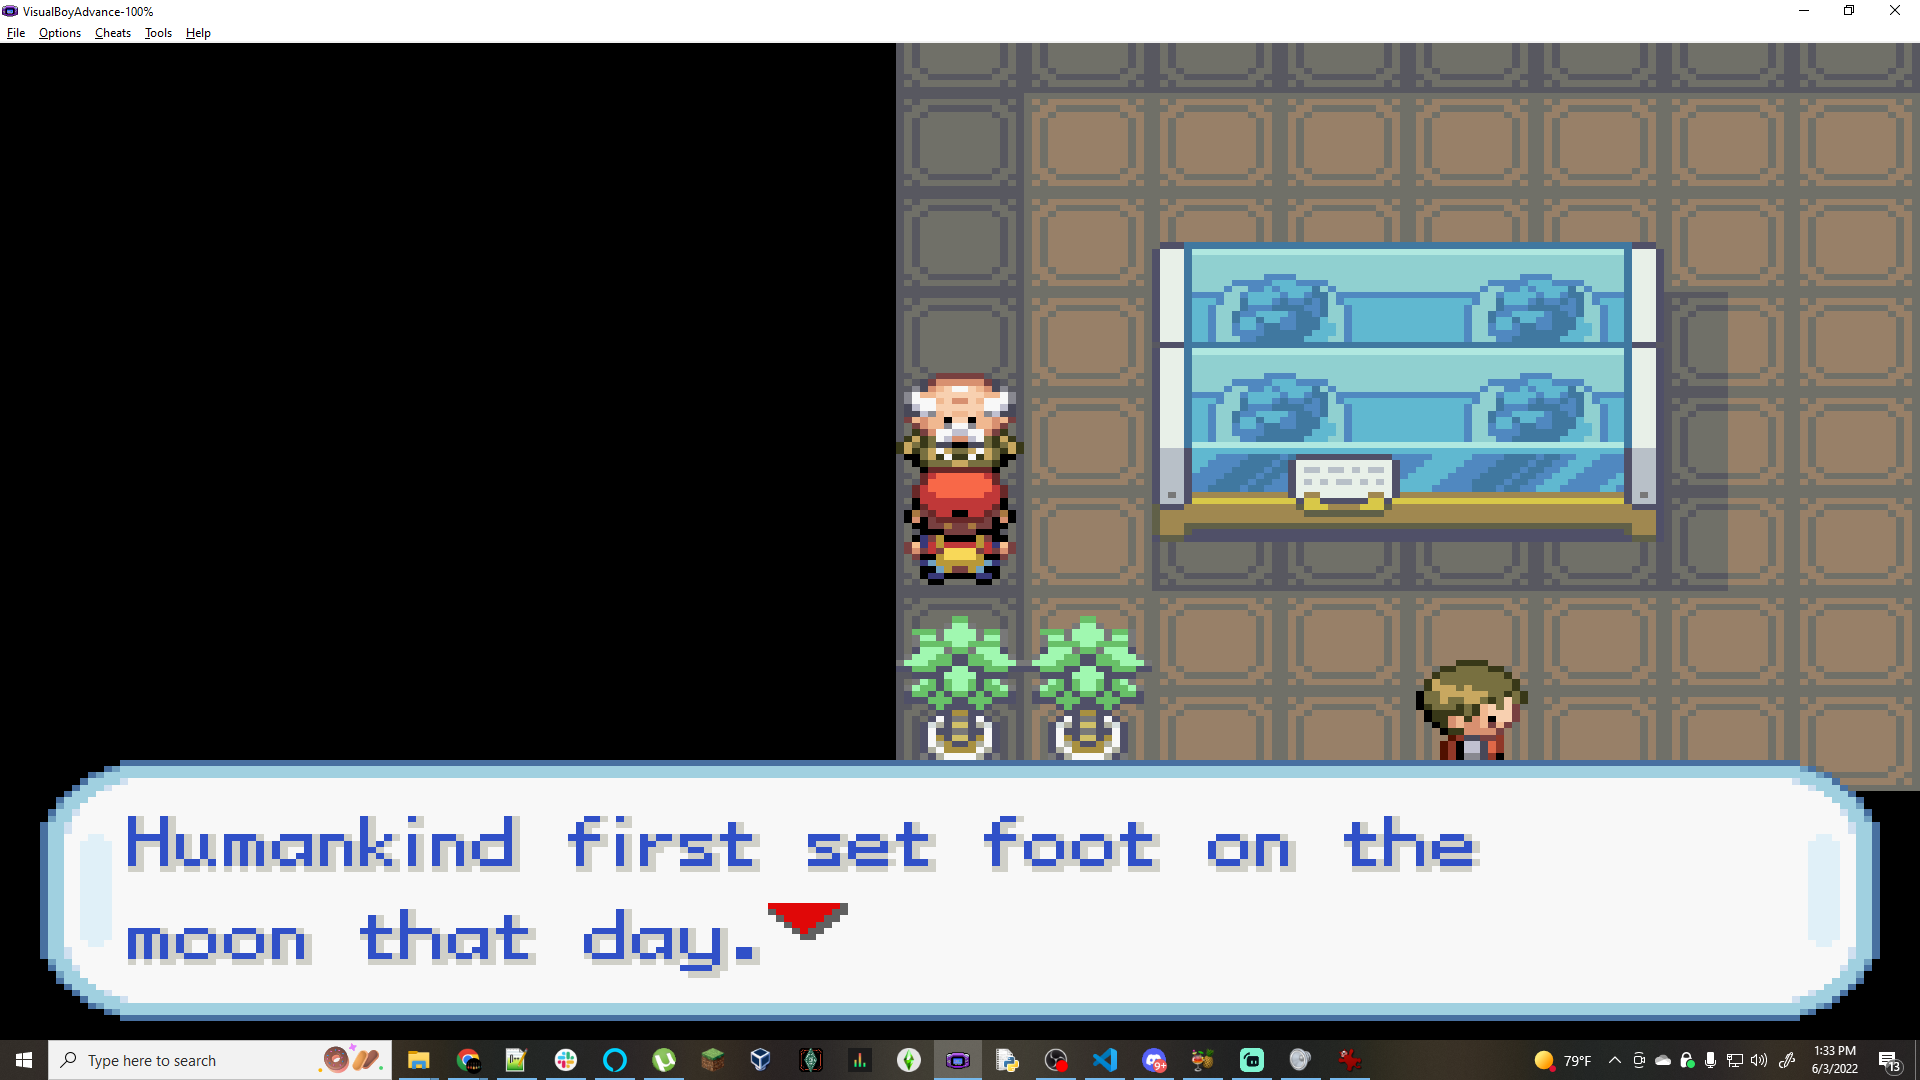 VisualBoyAdvance-100%
File Options Cheats Tools Help
Humankind first set foot on the
moon that day.
Type here to search
9+
79°F
1:33 PM
6/3/2022
13